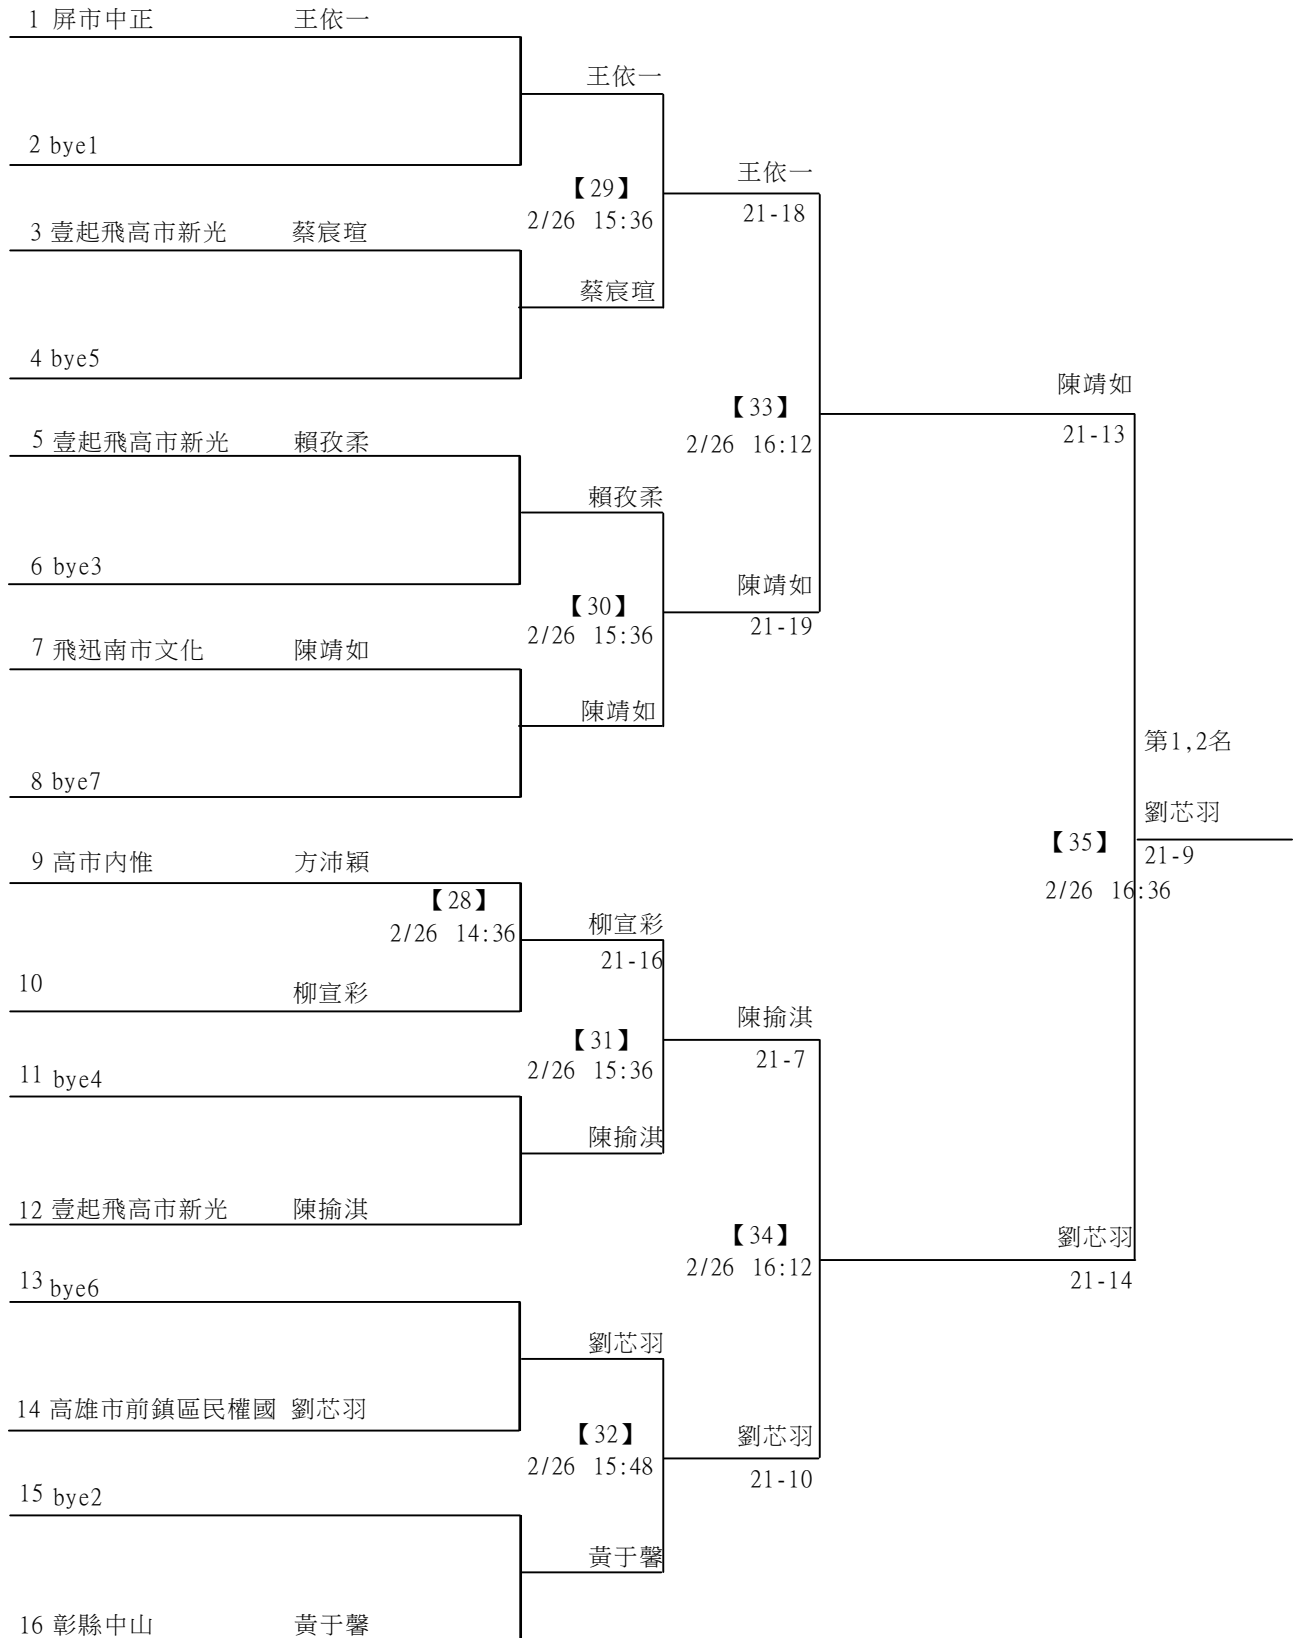 1 屏市中正 王依一
王依一
2 bye1
王依一
【29】
21-18
2/26 15:36
3 壹起飛高市新光 蔡宸瑄
蔡宸瑄
4 bye5
陳靖如
【33】
21-13
2/26 16:12
5 壹起飛高市新光 賴孜柔
賴孜柔
6 bye3
陳靖如
【30】
21-19
2/26 15:36
7 飛迅南市文化 陳靖如
陳靖如
第1,2名
8 bye7
劉芯羽
【35】
21-9
2/26 16:36
9 高市內惟 方沛穎
【28】
2/26 14:36
柳宣彩
21-16
10 柳宣彩
陳揄淇
【31】
21-7
2/26 15:36
11 bye4
陳揄淇
12 壹起飛高市新光 陳揄淇
【34】
劉芯羽
2/26 16:12
21-14
13 bye6
劉芯羽
14 高雄市前鎮區民權國 劉芯羽
【32】
劉芯羽
2/26 15:48
21-10
15 bye2
黃于馨
16 彰縣中山 黃于馨